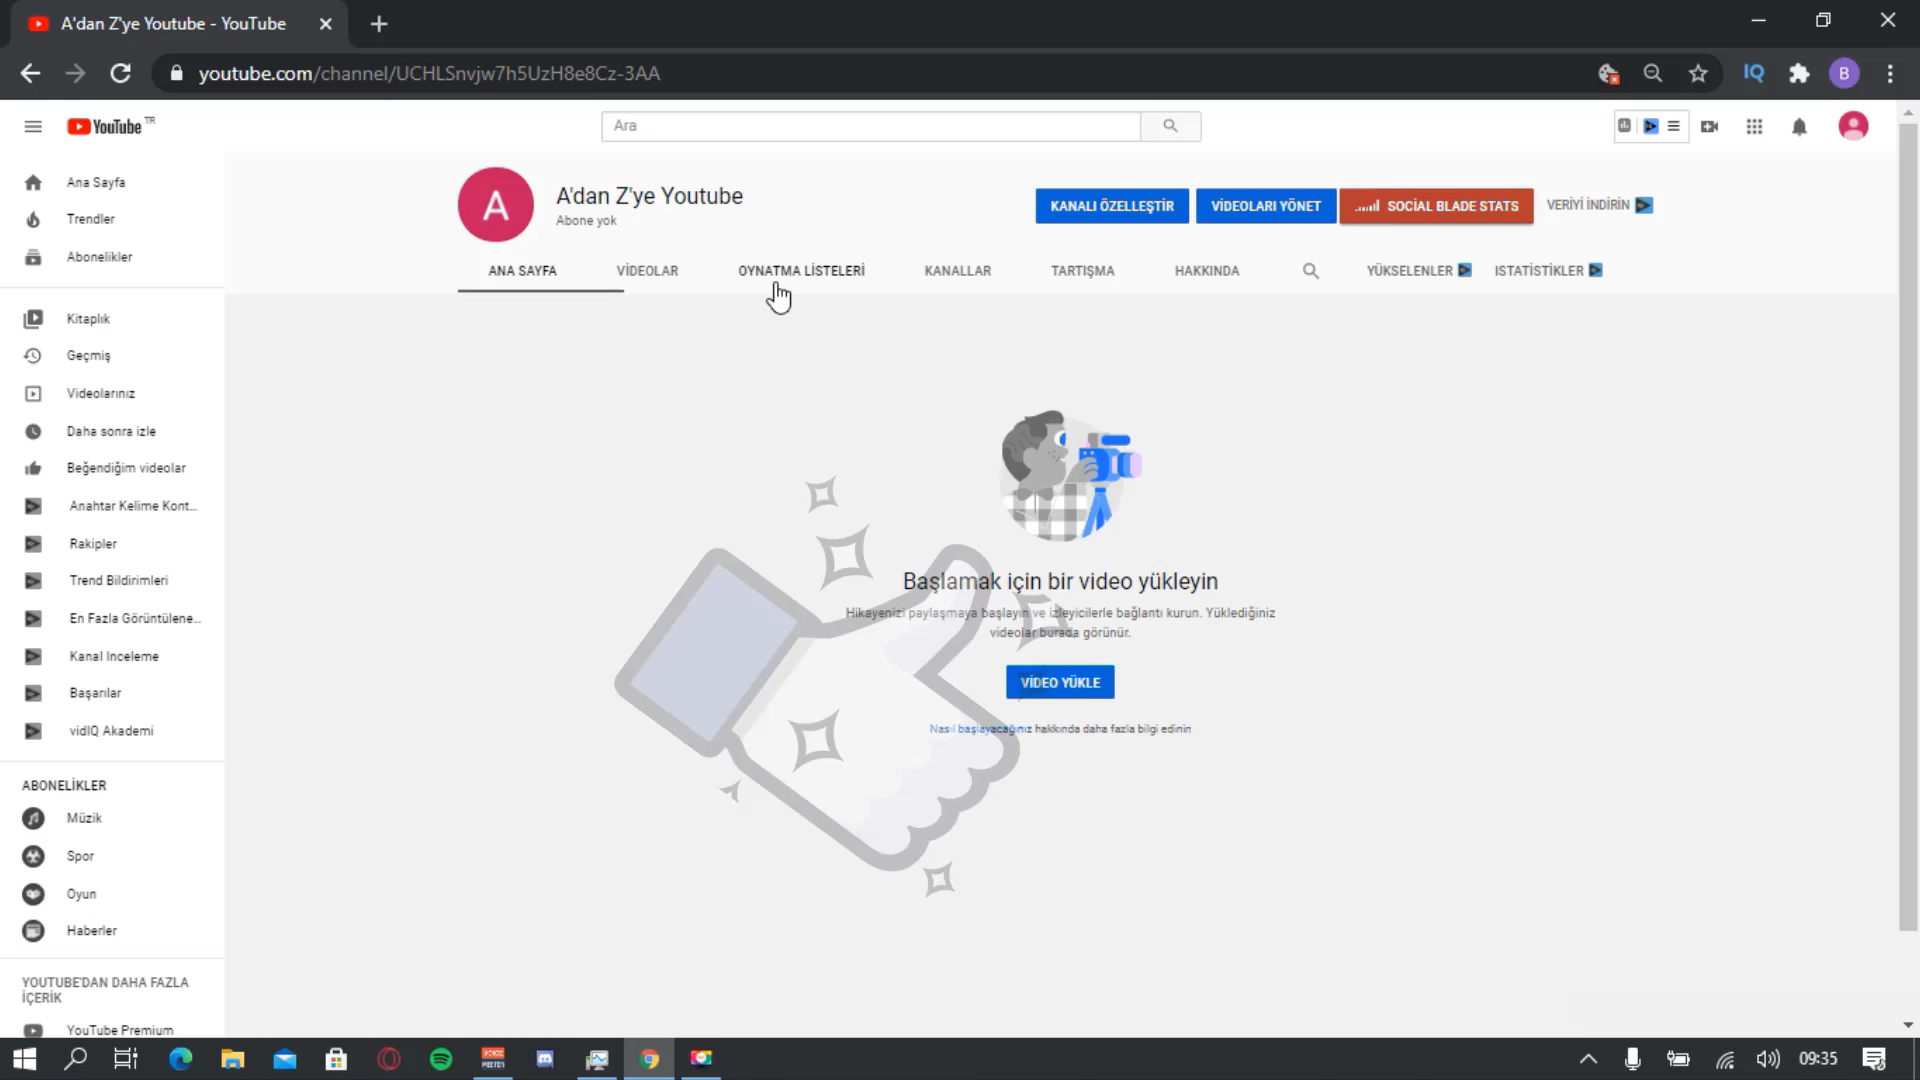 A'dan Z'ye Youtube - YouTube
youtube.com/channel/UCHLSnvjw7h5UzH8e8Cz-3AA
IQ
B
YouTube TR
Ara
Ana Sayfa
Trendler
Abonelikler
Kitaplık
Geçmiş
Videolarınız
Daha sonra izle
Beğendiğim videolar
Anahtar Kelime Kont...
Rakipler
Trend Bildirimleri
En Fazla Görüntülene...
Kanal Inceleme
Başarılar
vidIQ Akademi
ABONELİKLER
Müzik
Spor
Oyun
Haberler
YOUTUBE'DAN DAHA FAZLA
İÇERİK
YouTube Premium
A
A'dan Z'ye Youtube
Abone yok
KANALI ÖZELLEŞTİR
VİDEOLARI YÖNET
SOCİAL BLADE STATS
VERİYİ İNDİRİN
ANA SAYFA
VİDEOLAR
OYNATMA LİSTELERİ
KANALLAR
TARTIŞMA
HAKKINDA
YÜKSELENLER
ISTATİSTİKLER
Başlamak için bir video yükleyin
Hikayenizi paylaşmaya başlayın ve izleyicilerle bağlantı kurun. Yüklediğiniz
videolar burada görünür.
VİDEO YÜKLE
Nasıl başlayacağınız hakkında daha fazla bilgi edinin
09:35